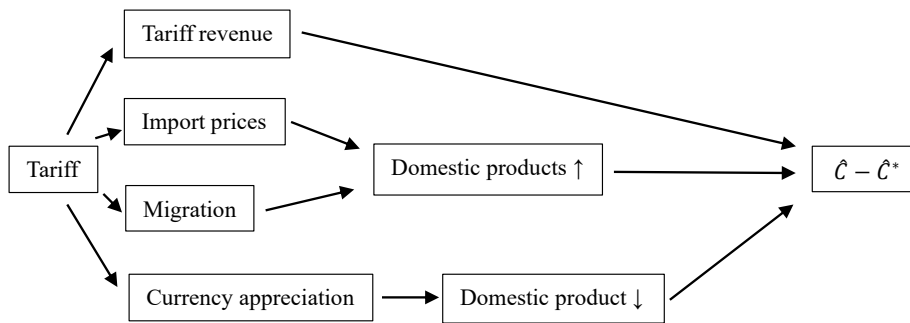 Tariff revenue
Import prices
Tariff
Domestic products ↑
Ĉ − Ĉ*
Migration
Currency appreciation
Domestic product ↓